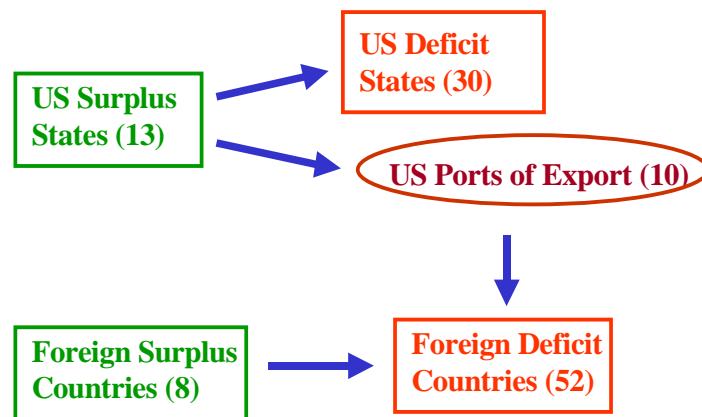 US Deficit
States (30)
US Surplus
States (13)
US Ports of Export (10)
Foreign Surplus
Countries (8)
Foreign Deficit
Countries (52)